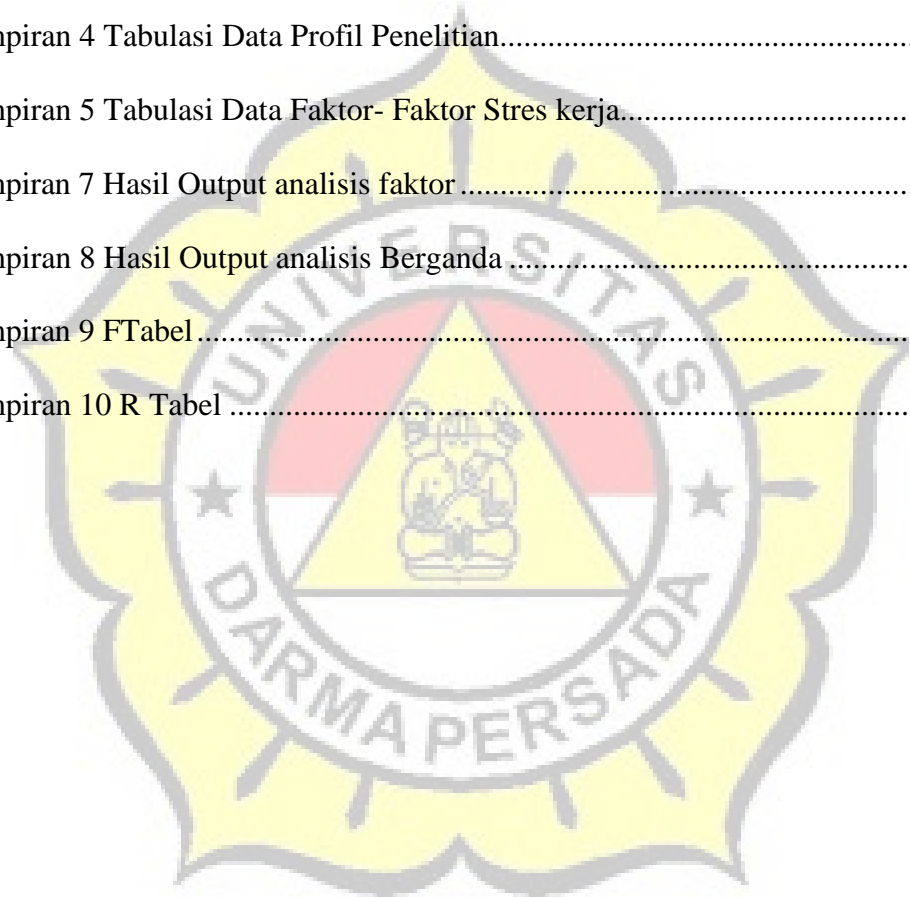 mpiran 4 Tabulasi Data Profil Penelitian....................................................................
mpiran 5 Tabulasi Data Faktor- Faktor Stres kerja................................................
mpiran 7 Hasil Output analisis faktor...........................................................................
mpiran 8 Hasil Output analisis Berganda...................................................................
mpiran 9 FTabel........................................................................................................................
mpiran 10 R Tabel...................................................................................................................
UNIVERSITAS
DARMA PERSADA